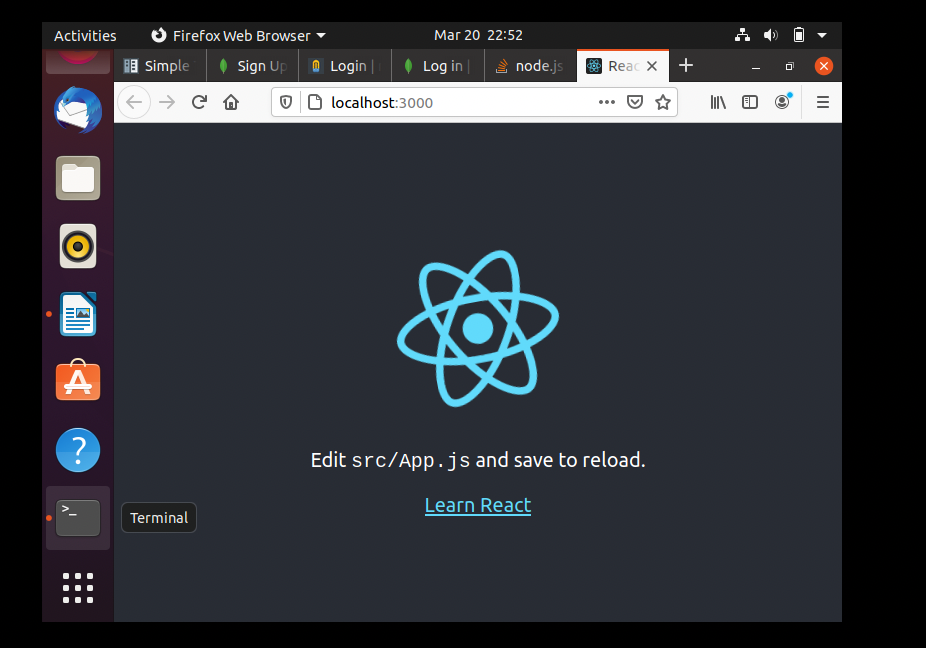 Activities Firefox Web Browser Mar 20 22:52
Simple Sign Up Login | Log in | node.js Reac
localhost:3000
Edit src/App.js and save to reload.
Learn React
>_
Terminal